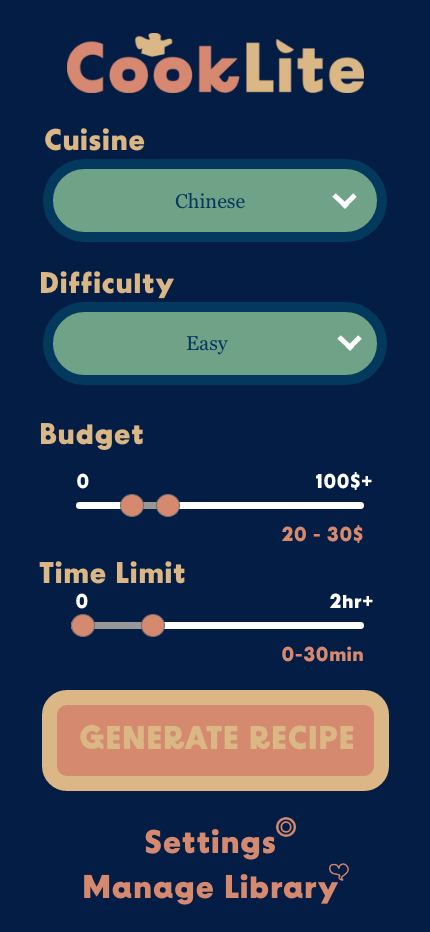 CookLite
Cuisine
Chinese
Difficulty
Easy
Budget
0 100$+
20 - 30$
Time Limit
0 2hr+
0-30min
GENERATE RECIPE
Settings
Manage Library